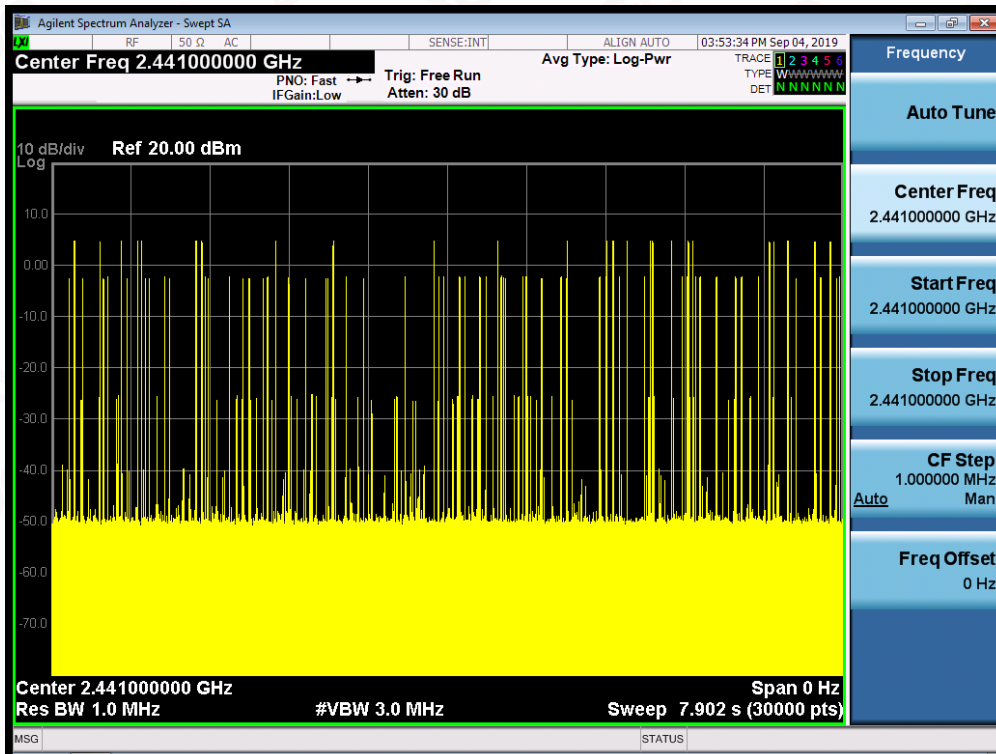 Agilent Spectrum Analyzer - Swept SA
LXI RF 50 Ω AC SENSE:INT ALIGN AUTO 03:53:34 PM Sep 04, 2019
Center Freq 2.441000000 GHz
PNO: Fast
IFGain:Low
Trig: Free Run
Atten: 30 dB
Avg Type: Log-Pwr
TRACE 1 2 3 4 5 6
TYPE WWWWWW
DET N N N N N N
10 dB/div Ref 20.00 dBm
Log
10.0
0.00
-10.0
-20.0
-30.0
-40.0
-50.0
-60.0
-70.0
Center 2.441000000 GHz Span 0 Hz
Res BW 1.0 MHz #VBW 3.0 MHz Sweep 7.902 s (30000 pts)
MSG STATUS
Frequency
Auto Tune
Center Freq
2.441000000 GHz
Start Freq
2.441000000 GHz
Stop Freq
2.441000000 GHz
CF Step
1.000000 MHz
Auto Man
Freq Offset
0 Hz